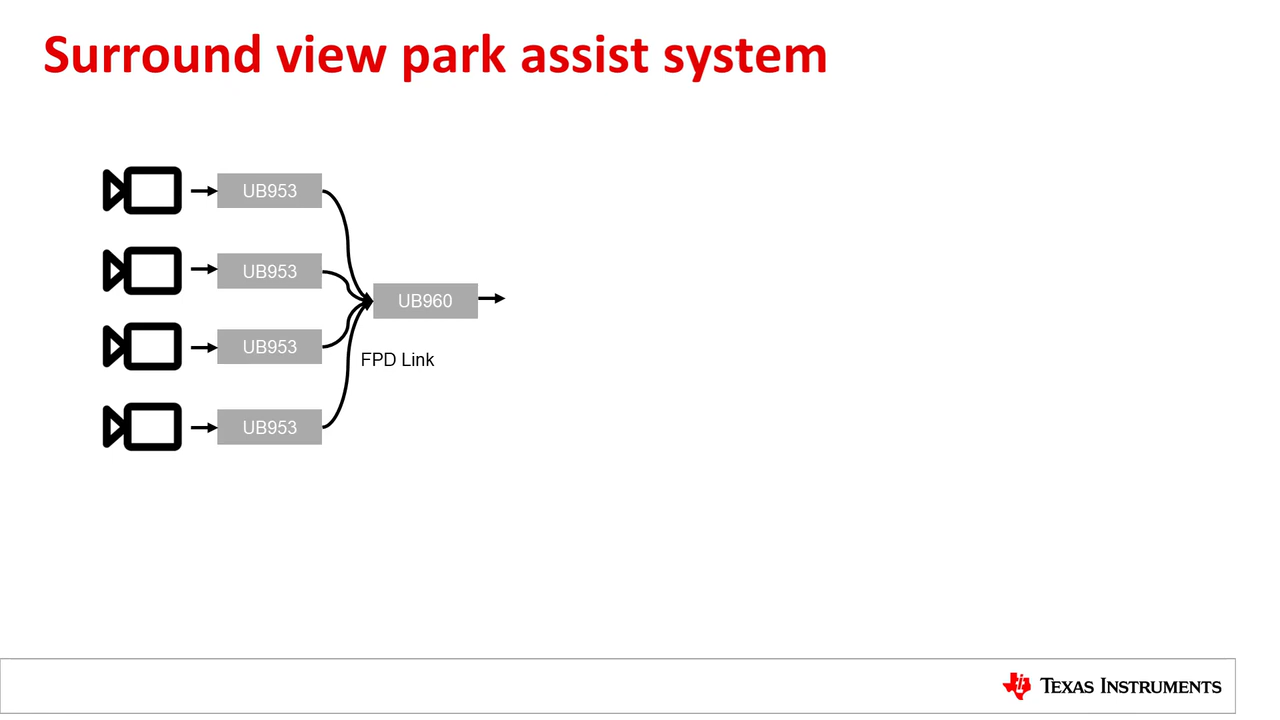 Surround view park assist system
UB953
UB953
UB960
UB953
FPD Link
UB953
TEXAS INSTRUMENTS